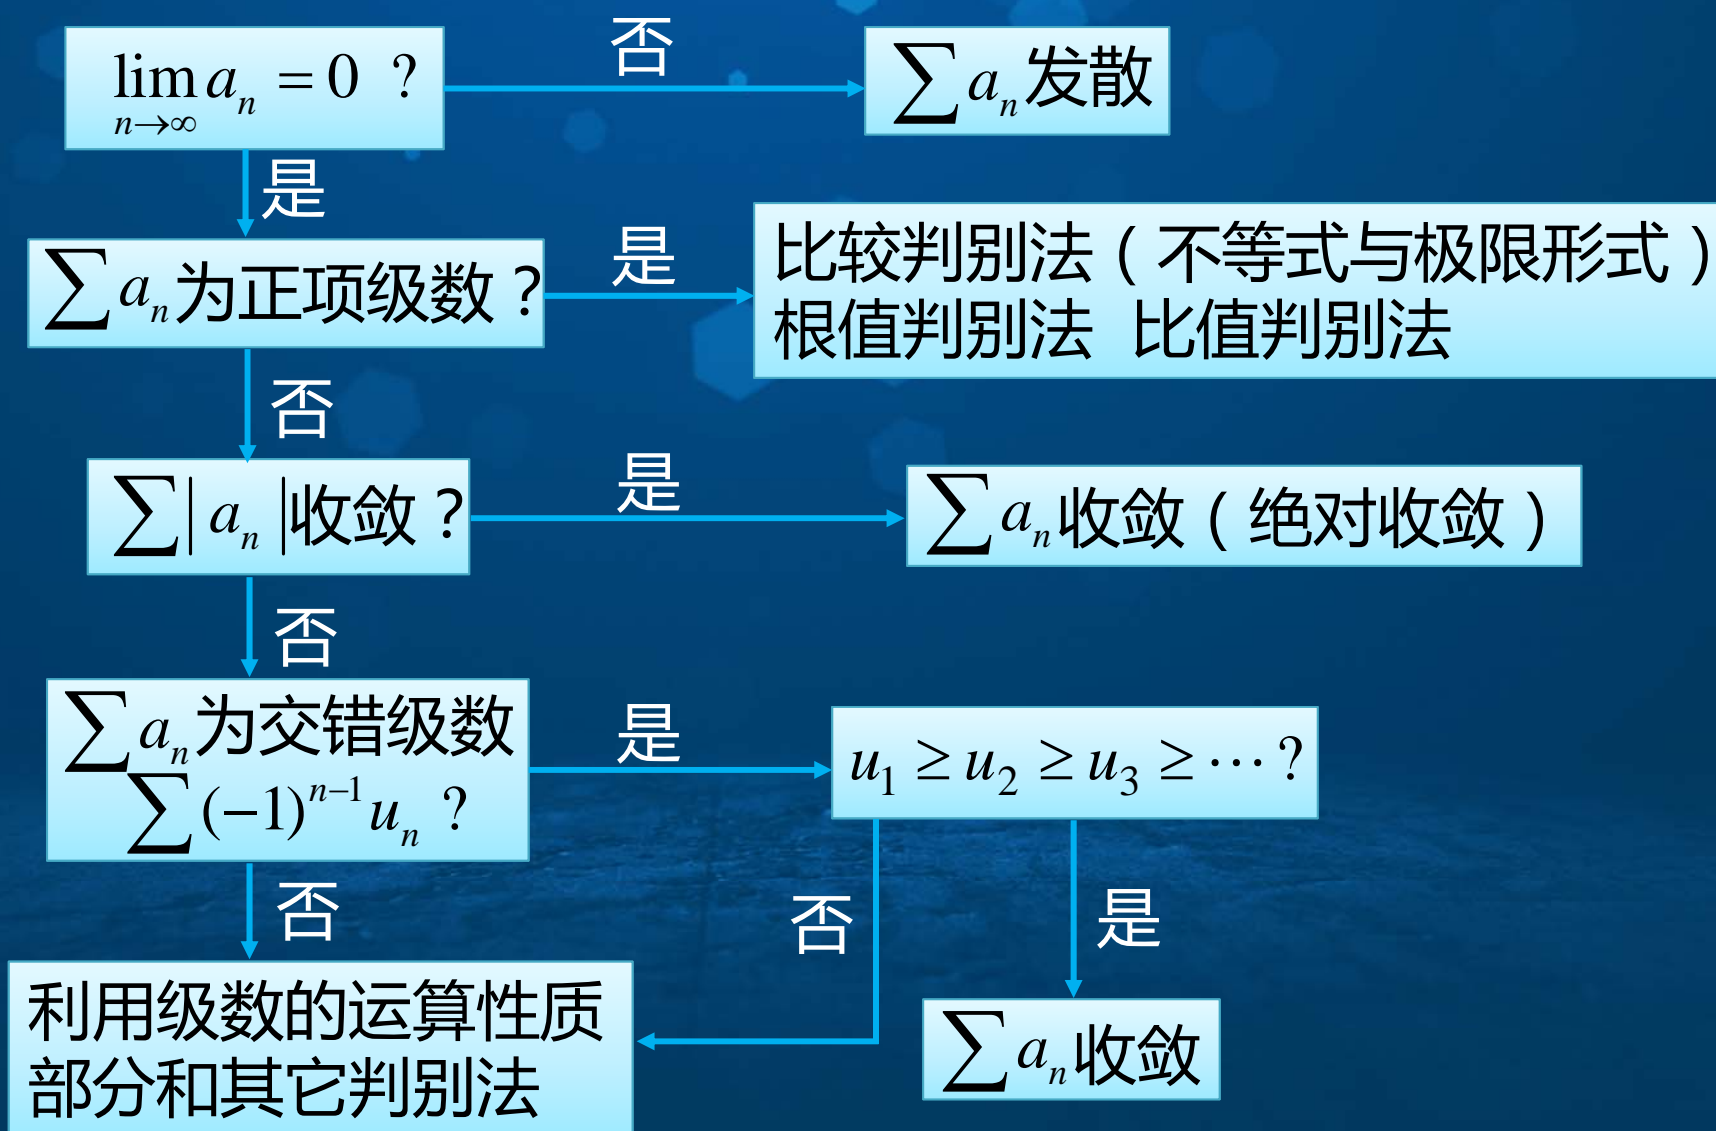 lim a_n = 0 ?
n→∞
否
∑a_n发散
是
∑a_n为正项级数？
是
比较判别法（不等式与极限形式）
根值判别法 比值判别法
否
∑|a_n|收敛？
是
∑a_n收敛（绝对收敛）
否
∑a_n为交错级数
∑(−1)^{n−1}u_n ?
是
u_1 ≥ u_2 ≥ u_3 ≥ ⋯ ?
否
否
是
利用级数的运算性质
部分和其它判别法
∑a_n收敛